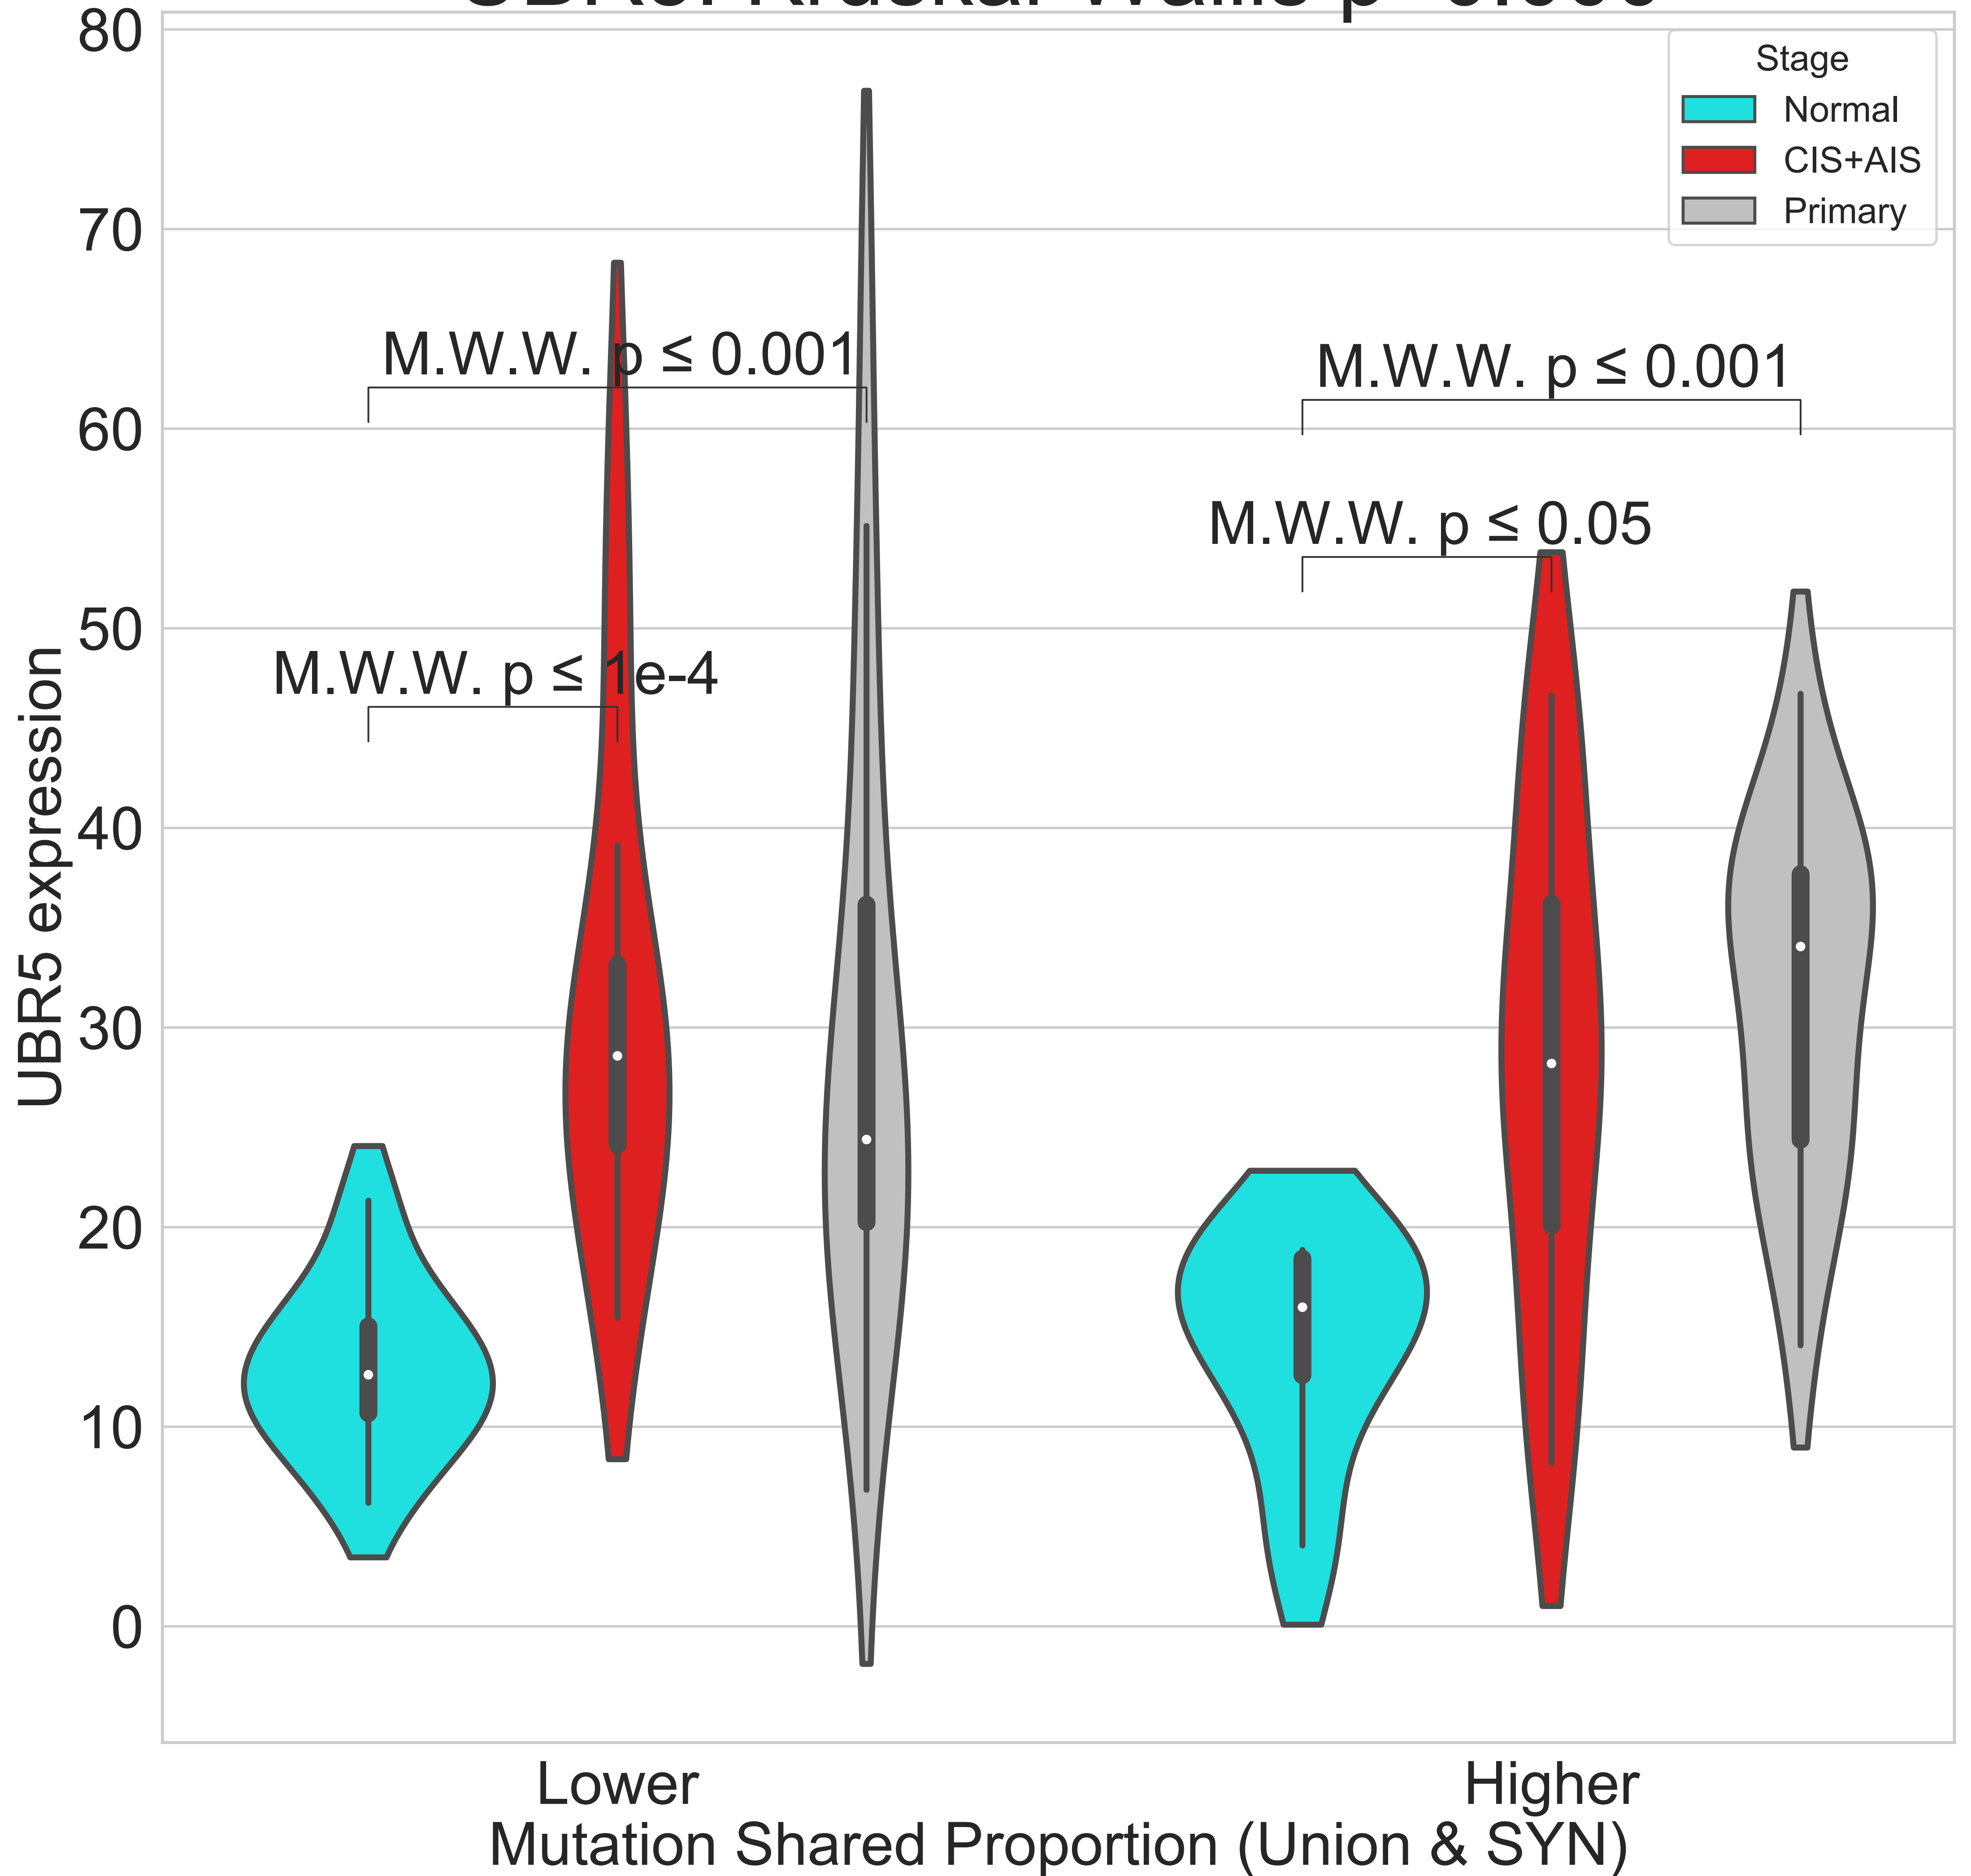 80
70
60
50
40
30
20
10
0
UBR5 expression
Stage
Normal
CIS+AIS
Primary
M.W.W. p ≤ 0.001
M.W.W. p ≤ 0.001
M.W.W. p ≤ 0.05
M.W.W. p ≤ 1e-4
Lower
Higher
Mutation Shared Proportion (Union & SYN)